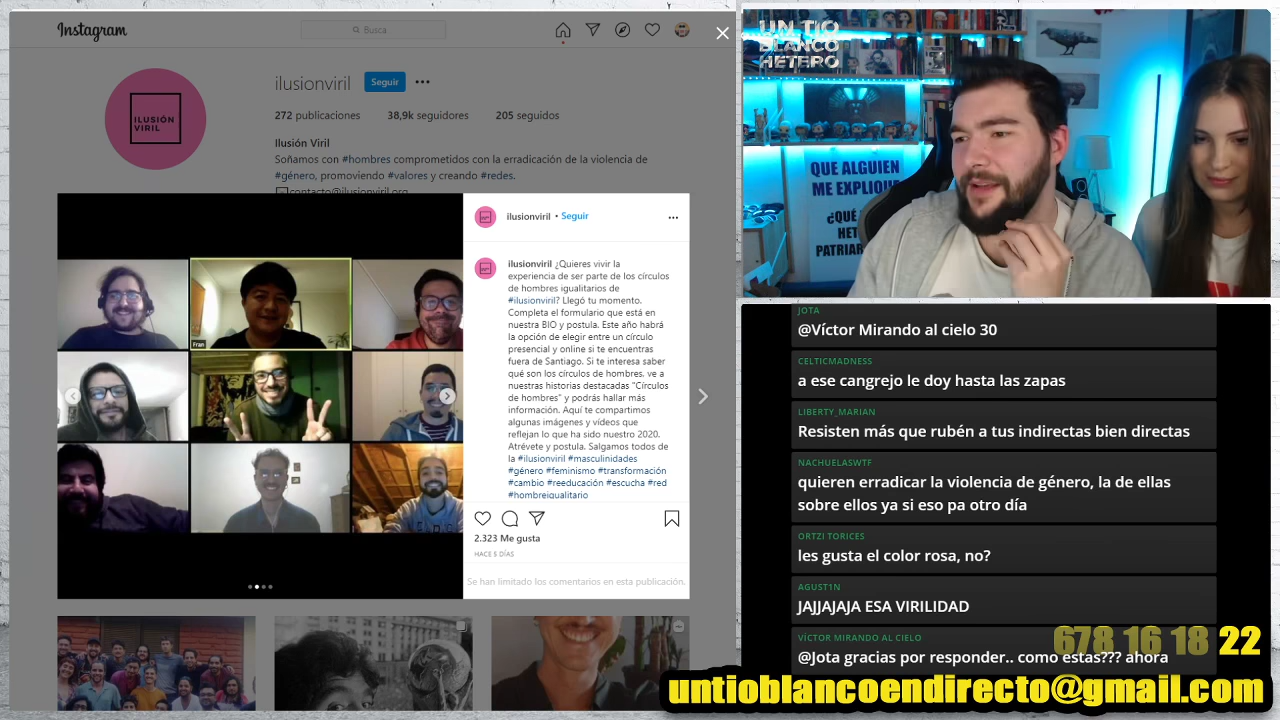 Instagram
Busca
ilusionviril
Seguir
•••
272 publicaciones
38,9k seguidores
205 seguidos
Ilusión Viril
Soñamos con #hombres comprometidos con la erradicación de la violencia de
#género, promoviendo #valores y creando #redes.
contacto@ilusionviril.org
ILUSIÓN
VIRIL
Fran
ilusionviril • Seguir
ilusionviril ¿Quieres vivir la
experiencia de ser parte de los círculos
de hombres igualitarios de
#ilusionviril? Llegó tu momento.
Completa el formulario que está en
nuestra BIO y postula. Este año habrá
la opción de elegir entre un círculo
presencial y online si te encuentras
fuera de Santiago. Si te interesa saber
qué son los círculos de hombres, ve a
nuestras historias destacadas "Círculos
de hombres" y podrás hallar más
información. Aquí te compartimos
algunas imágenes y vídeos que
reflejan lo que ha sido nuestro 2020.
Atrévete y postula. Salgamos todos de
la #ilusionviril #masculinidades
#género #feminismo #transformación
#cambio #reeducación #escucha #red
#hombreigualitario
2.323 Me gusta
HACE 5 DÍAS
Se han limitado los comentarios en esta publicación.
UN TIO
BLANCO
HETERO
QUE ALGUIEN
ME EXPLIQUE
¿QUÉ
HET
PATRIAR
JOTA
@Víctor Mirando al cielo 30
CELTICMADNESS
a ese cangrejo le doy hasta las zapas
LIBERTY_MARIAN
Resisten más que rubén a tus indirectas bien directas
NACHUELASWTF
quieren erradicar la violencia de género, la de ellas
sobre ellos ya si eso pa otro día
ORTZI TORICES
les gusta el color rosa, no?
AGUST1N
JAJJAJAJA ESA VIRILIDAD
VÍCTOR MIRANDO AL CIELO
@Jota gracias por responder.. como estas??? ahora
678 16 18 22
untioblancoendirecto@gmail.com